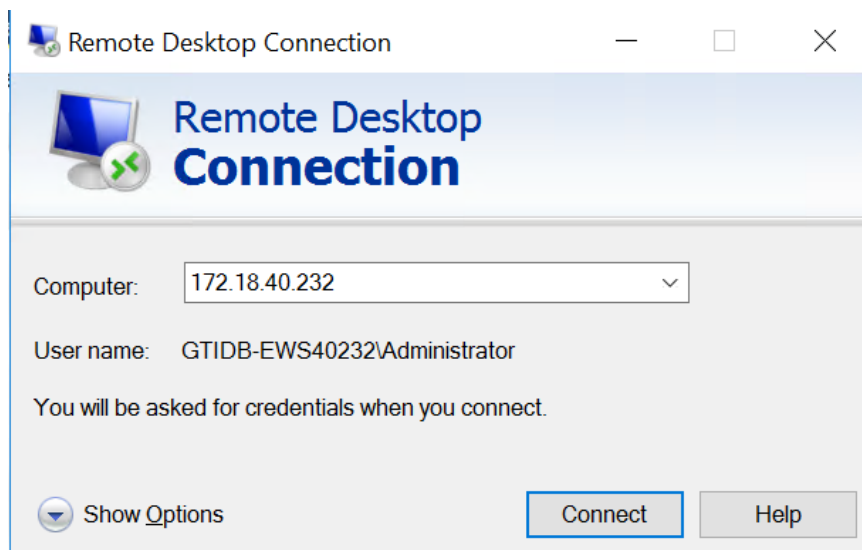 Remote Desktop Connection
Remote Desktop
Connection
Computer: 172.18.40.232
User name: GTIDB-EWS40232\Administrator
You will be asked for credentials when you connect.
Show Options
Connect
Help